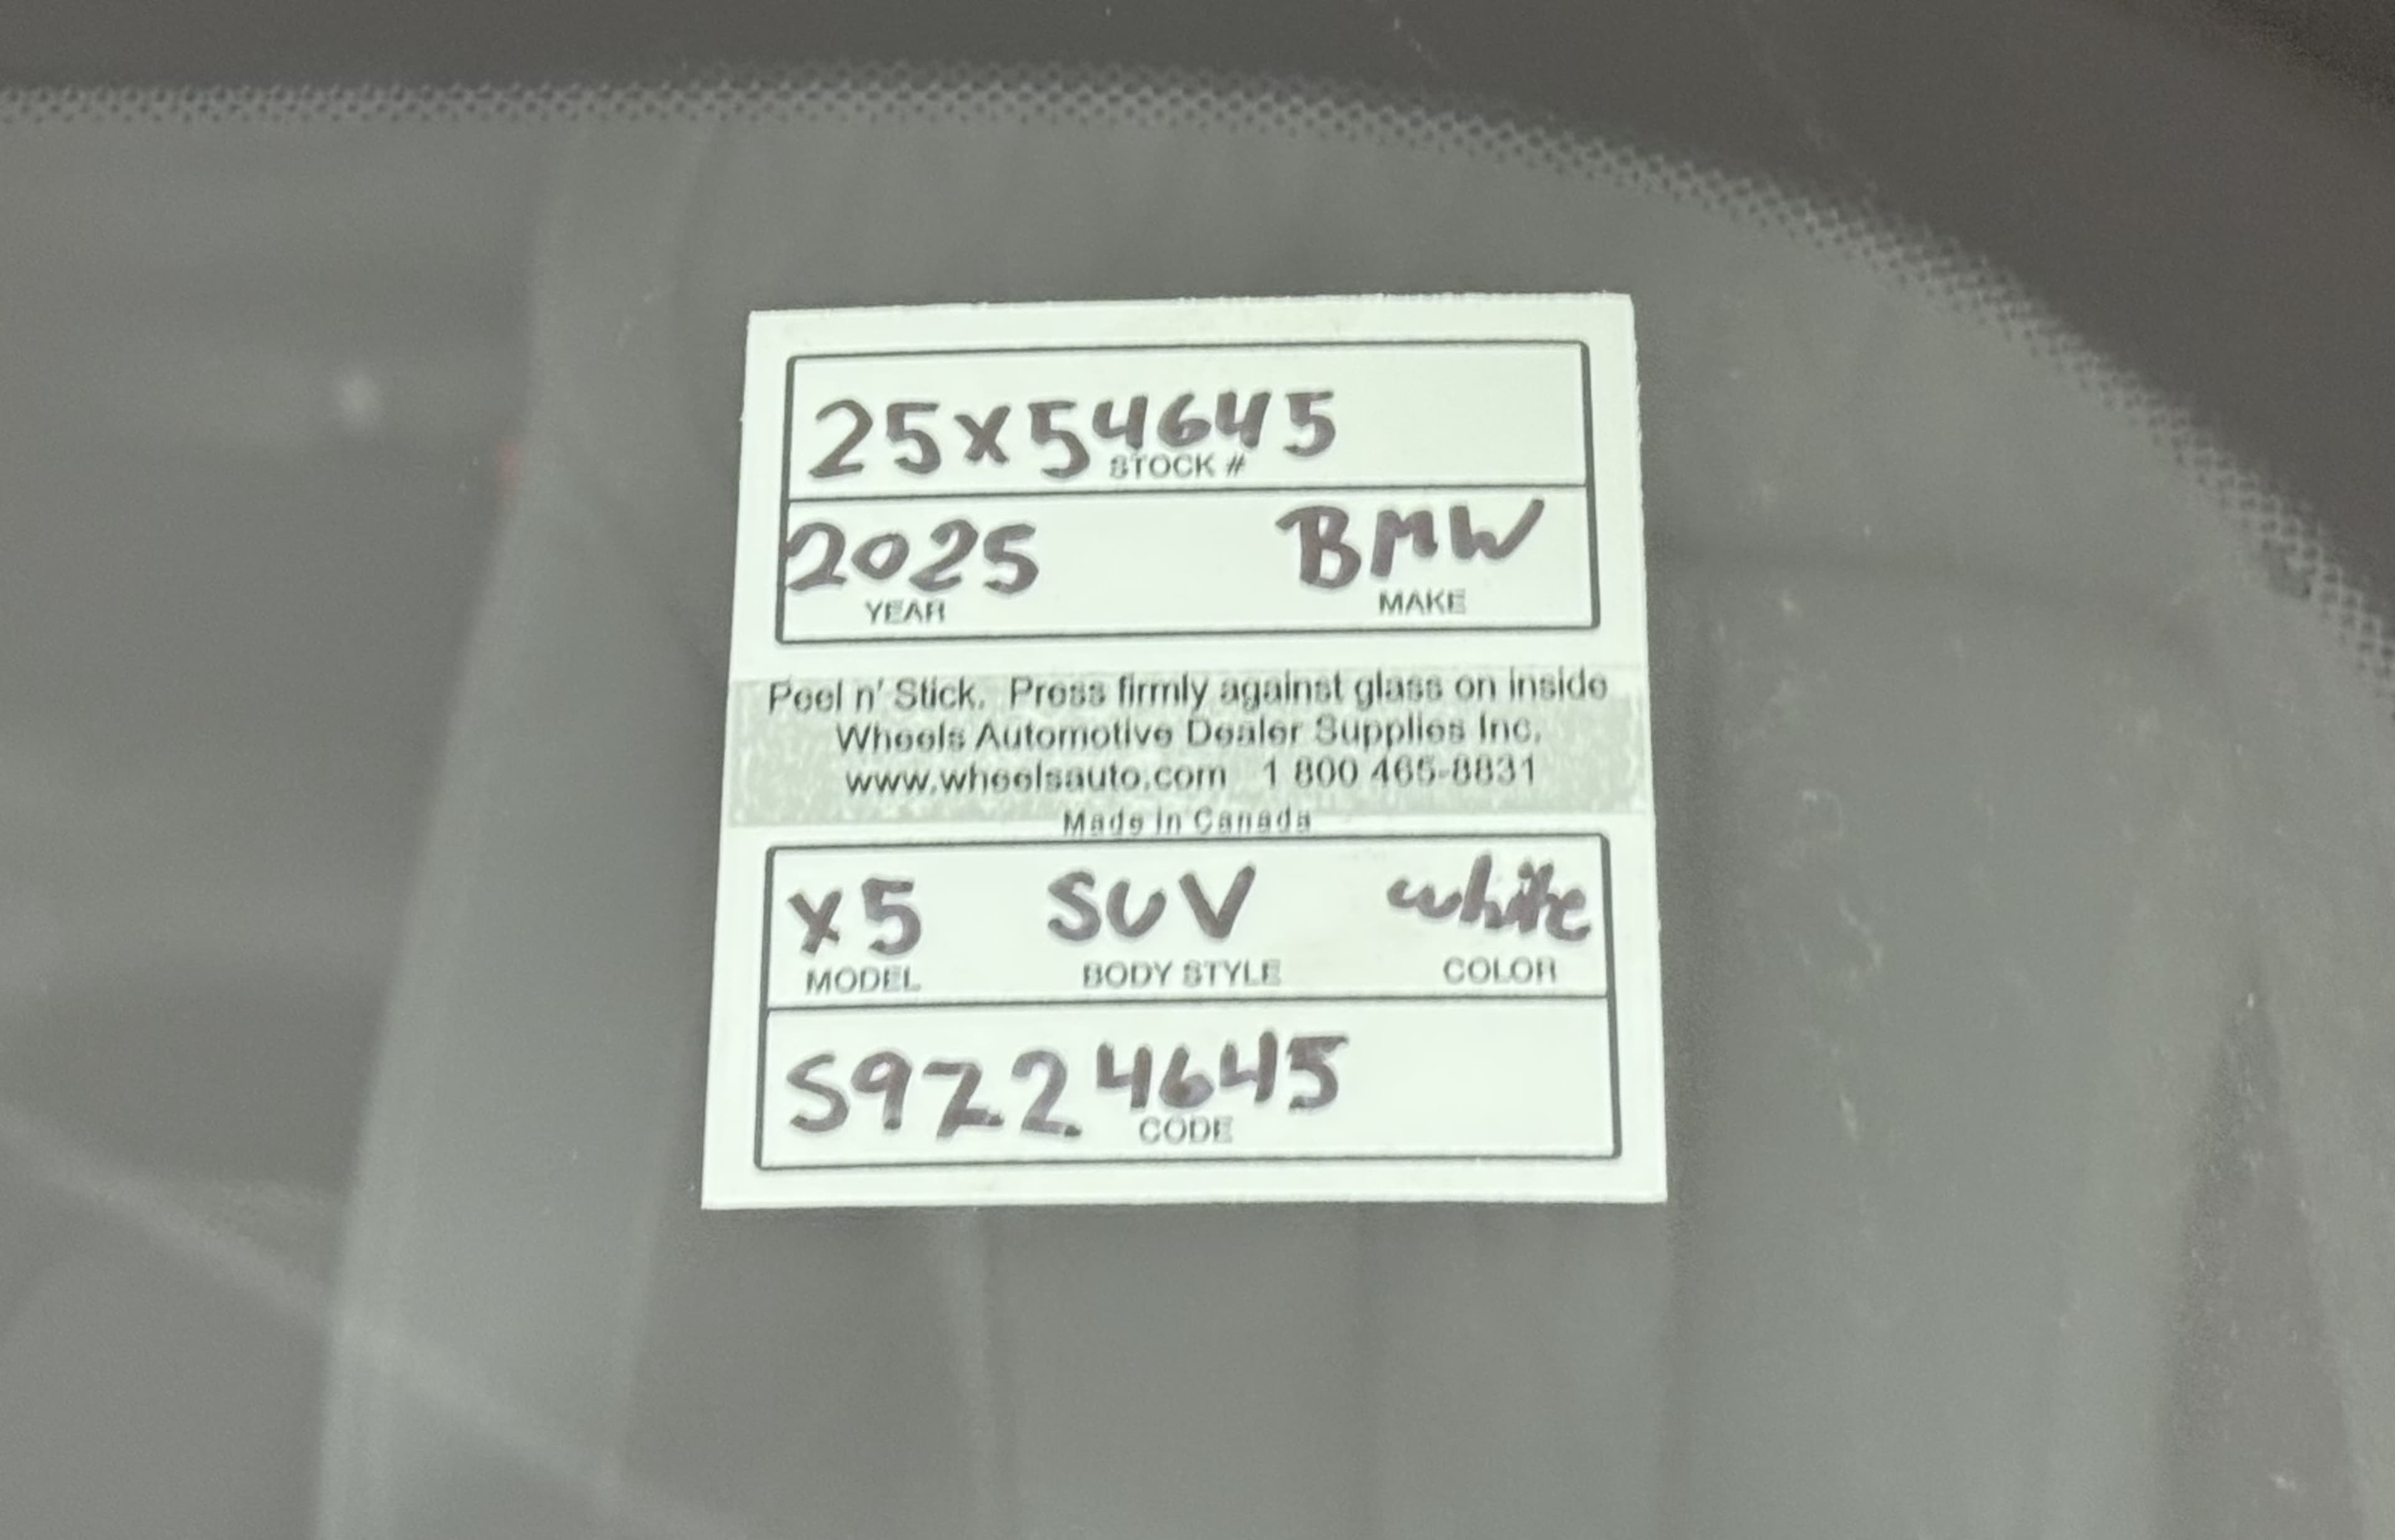 25X54645
STOCK #
2025 BMW
YEAR MAKE
Peel n' Stick. Press firmly against glass on inside
Wheels Automotive Dealer Supplies Inc.
www.wheelsauto.com 1 800 465-8831
Made in Canada
X5 SUV white
MODEL BODY STYLE COLOR
S9Z24645
CODE